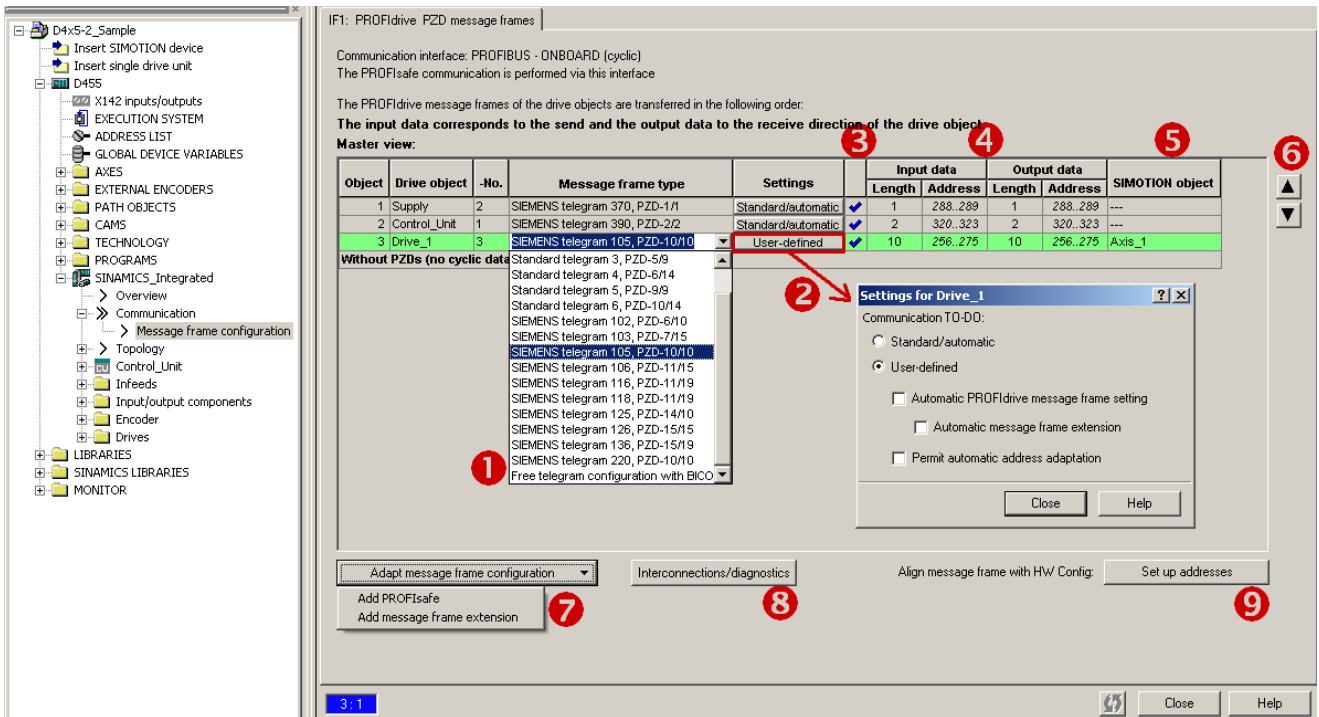 D4x5-2_Sample
Insert SIMOTION device
Insert single drive unit
D455
X142 inputs/outputs
EXECUTION SYSTEM
ADDRESS LIST
GLOBAL DEVICE VARIABLES
AXES
EXTERNAL ENCODERS
PATH OBJECTS
CAMS
TECHNOLOGY
PROGRAMS
SINAMICS_Integrated
Overview
Communication
Message frame configuration
Topology
Control_Unit
Infeeds
Input/output components
Encoder
Drives
LIBRARIES
SINAMICS LIBRARIES
MONITOR
IF1: PROFIdrive PZD message frames
Communication interface: PROFIBUS - ONBOARD (cyclic)
The PROFIsafe communication is performed via this interface
The PROFIdrive message frames of the drive objects are transferred in the following order:
The input data corresponds to the send and the output data to the receive direction of the drive object
Master view:
3 4 5 6
Input data Output data
Object Drive object -No. Message frame type Settings Length Address Length Address SIMOTION object
1 Supply 2 SIEMENS telegram 370, PZD-1/1 Standard/automatic 1 288..289 1 288..289 ---
2 Control_Unit 1 SIEMENS telegram 390, PZD-2/2 Standard/automatic 2 320..323 2 320..323 ---
3 Drive_1 3 SIEMENS telegram 105, PZD-10/10 User-defined 10 256..275 10 256..275 Axis_1
Without PZDs (no cyclic data
Standard telegram 3, PZD-5/9
Standard telegram 4, PZD-6/14
Standard telegram 5, PZD-9/9
Standard telegram 6, PZD-10/14
SIEMENS telegram 102, PZD-6/10
SIEMENS telegram 103, PZD-7/15
SIEMENS telegram 105, PZD-10/10
SIEMENS telegram 106, PZD-11/15
SIEMENS telegram 116, PZD-11/19
SIEMENS telegram 118, PZD-11/19
SIEMENS telegram 125, PZD-14/10
SIEMENS telegram 126, PZD-15/15
SIEMENS telegram 136, PZD-15/19
SIEMENS telegram 220, PZD-10/10
Free telegram configuration with BICO
1
2
Settings for Drive_1
Communication TO-DO:
Standard/automatic
User-defined
Automatic PROFIdrive message frame setting
Automatic message frame extension
Permit automatic address adaptation
Close Help
Adapt message frame configuration
Interconnections/diagnostics
Align message frame with HW Config:
Set up addresses
Add PROFIsafe
Add message frame extension
7 8 9
3:1
Close Help